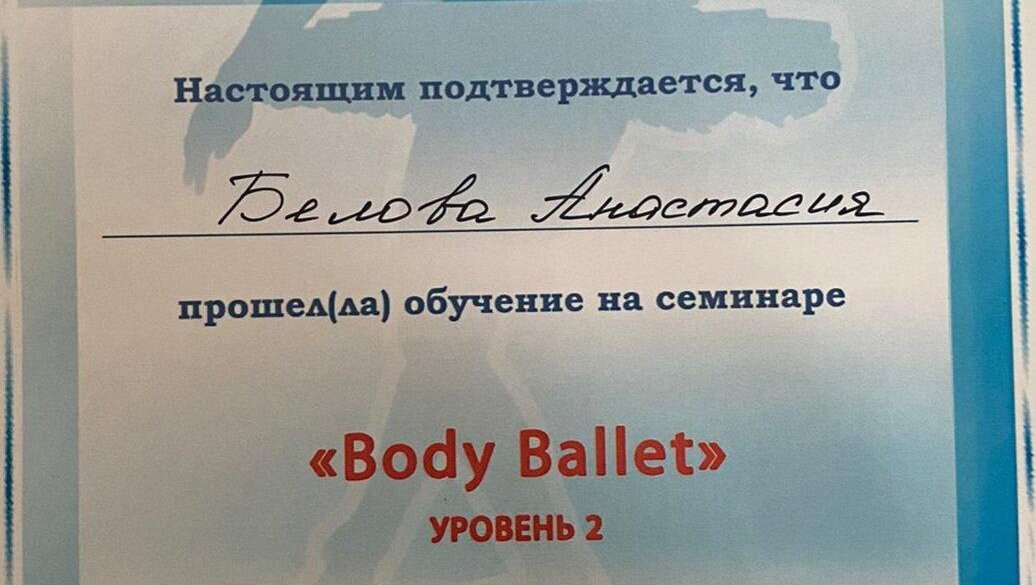 Настоящим подтверждается, что
Белова Анастасия
прошел(ла) обучение на семинаре
«Body Ballet»
УРОВЕНЬ 2